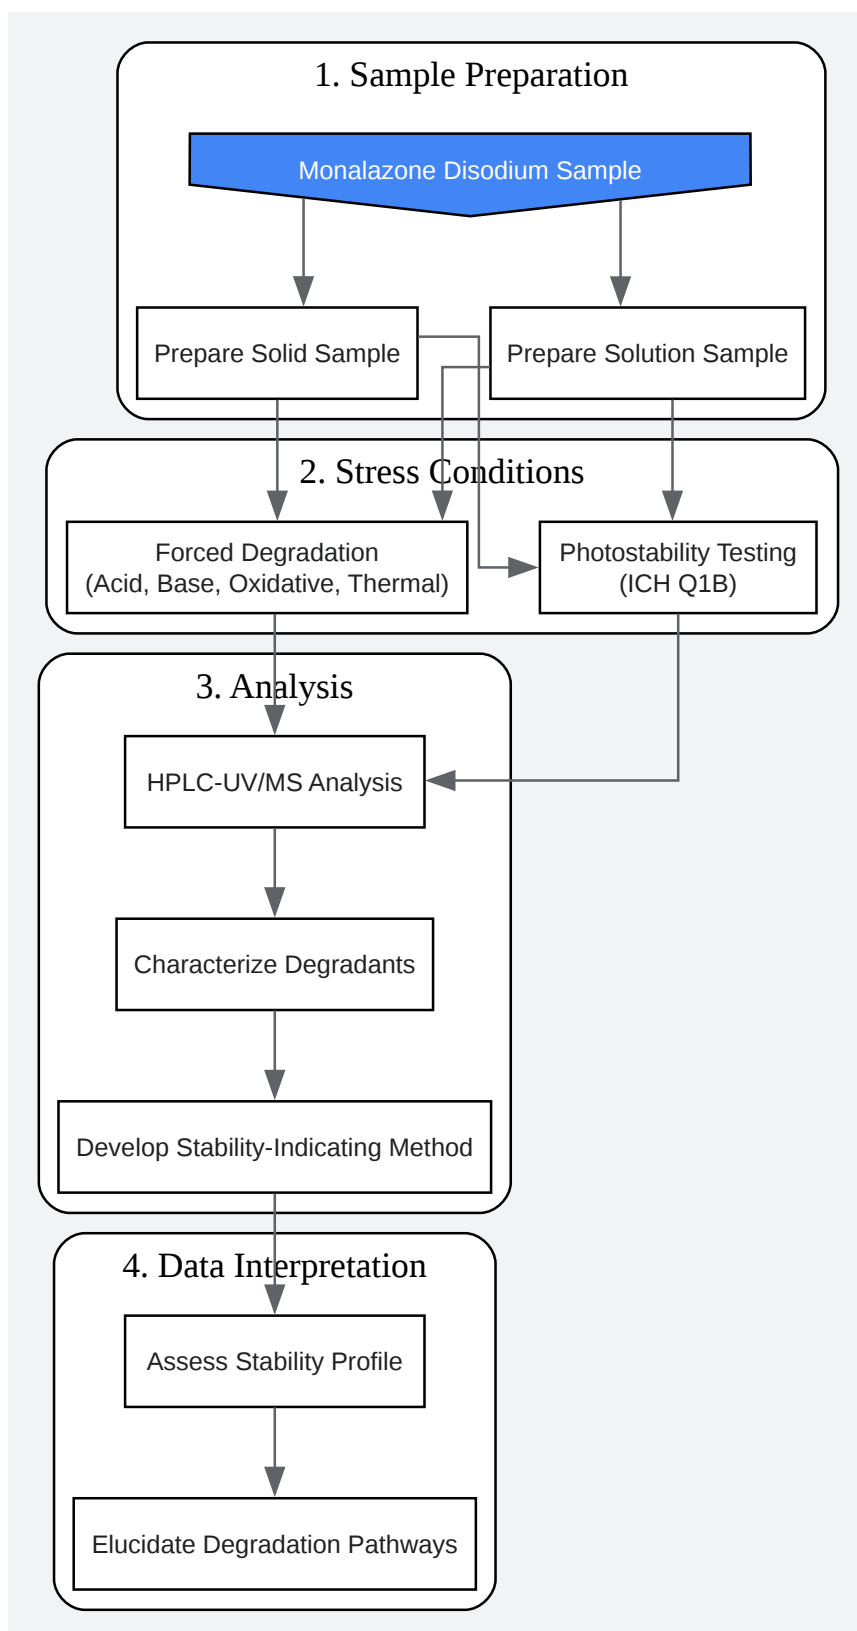 1. Sample Preparation
Monalazone Disodium Sample
Prepare Solid Sample
Prepare Solution Sample
2. Stress Conditions
Forced Degradation
(Acid, Base, Oxidative, Thermal)
Photostability Testing
(ICH Q1B)
3. Analysis
HPLC-UV/MS Analysis
Characterize Degradants
Develop Stability-Indicating Method
4. Data Interpretation
Assess Stability Profile
Elucidate Degradation Pathways